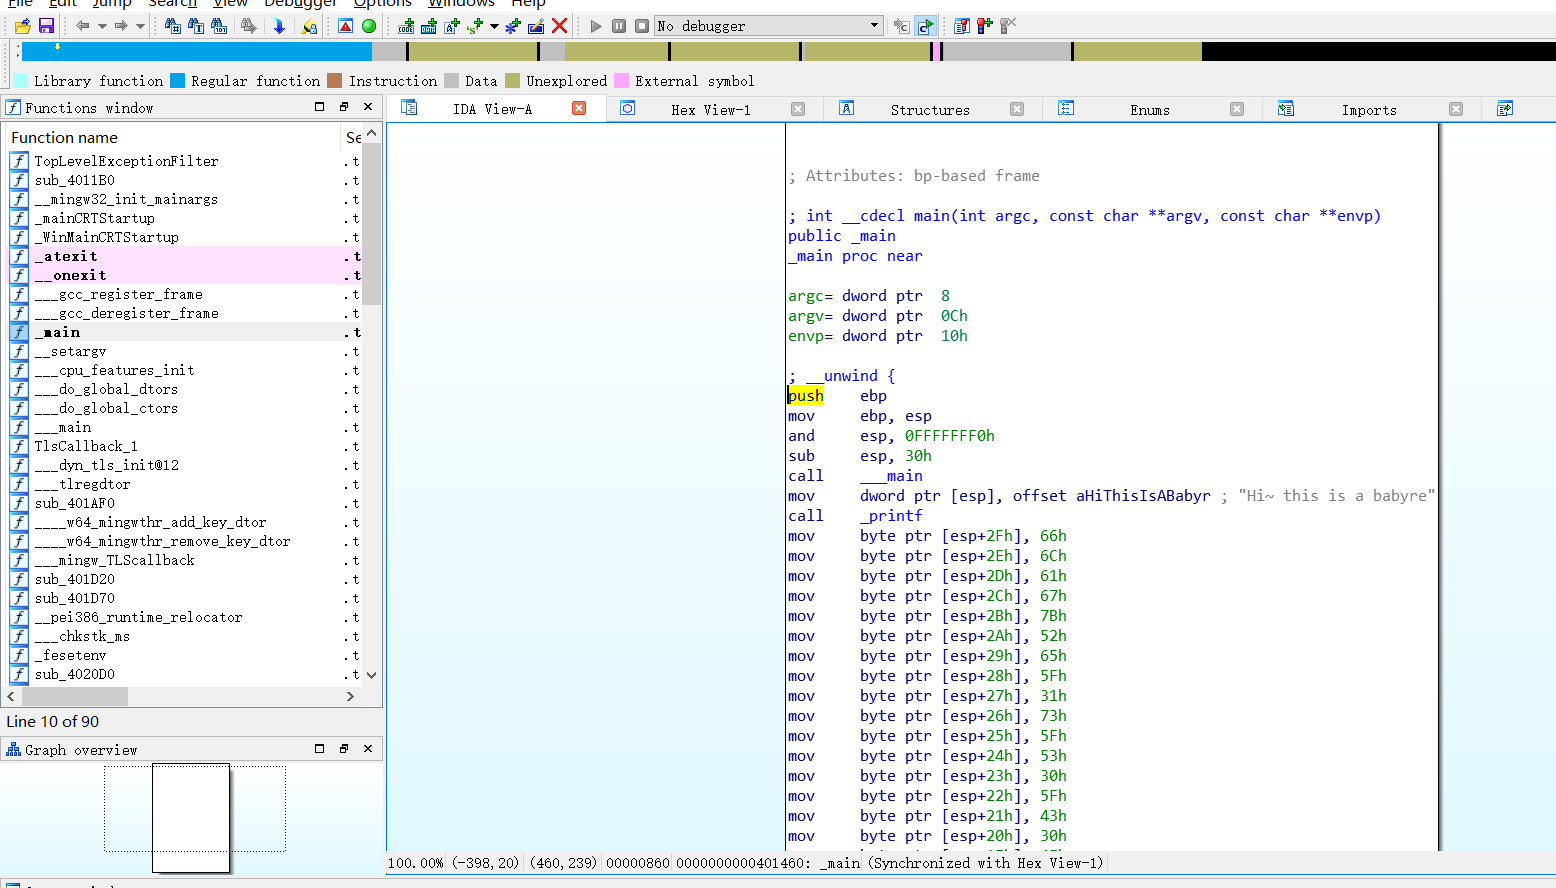 File Edit Jump Search View Debugger Options Windows Help
No debugger
Library function Regular function Instruction Data Unexplored External symbol
Functions window
Function name Se
TopLevelExceptionFilter .t
sub_4011B0 .t
__mingw32_init_mainargs .t
_mainCRTStartup .t
_WinMainCRTStartup .t
_atexit .t
__onexit .t
___gcc_register_frame .t
___gcc_deregister_frame .t
_main .t
__setargv .t
___cpu_features_init .t
___do_global_dtors .t
___do_global_ctors .t
___main .t
TlsCallback_1 .t
___dyn_tls_init@12 .t
___tlregdtor .t
sub_401AF0 .t
____w64_mingwthr_add_key_dtor .t
____w64_mingwthr_remove_key_dtor .t
___mingw_TLScallback .t
sub_401D20 .t
sub_401D70 .t
__pei386_runtime_relocator .t
___chkstk_ms .t
_fesetenv .t
sub_4020D0 .t
Line 10 of 90
Graph overview
IDA View-A Hex View-1 Structures Enums Imports
; Attributes: bp-based frame
; int __cdecl main(int argc, const char **argv, const char **envp)
public _main
_main proc near
argc= dword ptr 8
argv= dword ptr 0Ch
envp= dword ptr 10h
; __unwind {
push ebp
mov ebp, esp
and esp, 0FFFFFFF0h
sub esp, 30h
call ___main
mov dword ptr [esp], offset aHiThisIsABabyr ; "Hi~ this is a babyre"
call _printf
mov byte ptr [esp+2Fh], 66h
mov byte ptr [esp+2Eh], 6Ch
mov byte ptr [esp+2Dh], 61h
mov byte ptr [esp+2Ch], 67h
mov byte ptr [esp+2Bh], 7Bh
mov byte ptr [esp+2Ah], 52h
mov byte ptr [esp+29h], 65h
mov byte ptr [esp+28h], 5Fh
mov byte ptr [esp+27h], 31h
mov byte ptr [esp+26h], 73h
mov byte ptr [esp+25h], 5Fh
mov byte ptr [esp+24h], 53h
mov byte ptr [esp+23h], 30h
mov byte ptr [esp+22h], 5Fh
mov byte ptr [esp+21h], 43h
mov byte ptr [esp+20h], 30h
100.00% (-398,20) (460,239) 00000860 0000000000401460: _main (Synchronized with Hex View-1)